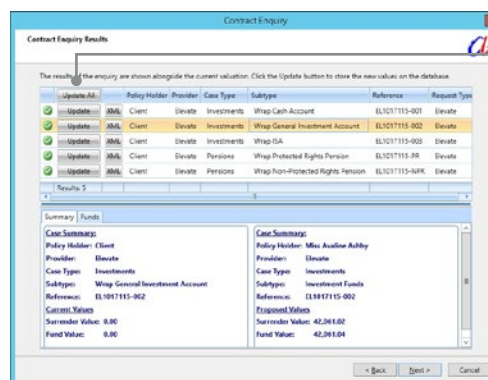 Contract Enquiry
Contract Enquiry Results
The results of the enquiry are shown alongside the current valuation. Click the Update button to store the new values on the database.
Update All Policy Holder Provider Case Type Subtype Reference Request Type
Update XML Client Elevate Investments Wrap Cash Account EL1017115-001 Elevate
Update XML Client Elevate Investments Wrap General Investment Account EL1017115-002 Elevate
Update XML Client Elevate Investments Wrap ISA EL1017115-003 Elevate
Update XML Client Elevate Pensions Wrap Protected Rights Pension EL1017115-PR Elevate
Update XML Client Elevate Pensions Wrap Non-Protected Rights Pension EL1017115-NPR Elevate
Results: 5
Summary Funds
Case Summary:
Policy Holder: Client
Provider: Elevate
Case Type: Investments
Subtype: Wrap General Investment Account
Reference: EL1017115-002
Current Values
Surrender Value: 0.00
Fund Value: 0.00
Case Summary:
Policy Holder: Miss Avaline Ashby
Provider: Elevate
Case Type: Investments
Subtype: Investment Funds
Reference: EL1017115-002
Proposed Values
Surrender Value: 42,061.02
Fund Value: 42,061.04
< Back Next > Cancel